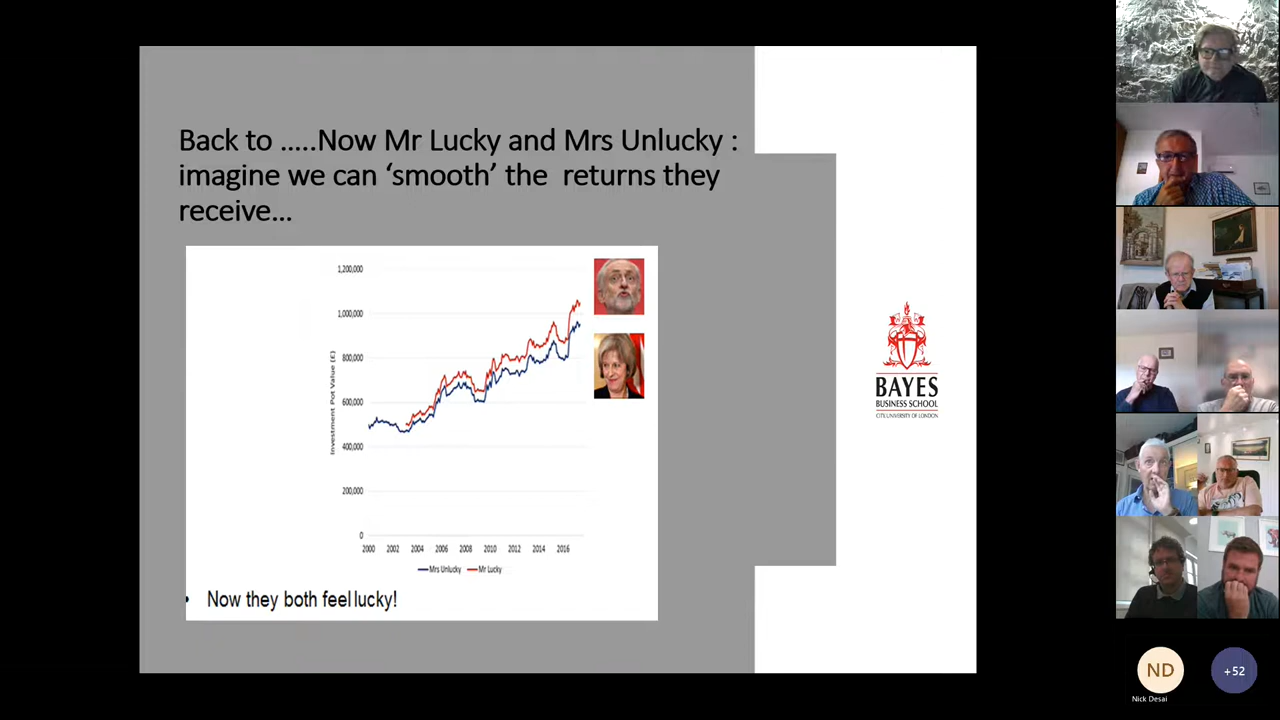 Back to .....Now Mr Lucky and Mrs Unlucky :
imagine we can ‘smooth’ the returns they
receive...
1,200,000
1,000,000
800,000
600,000
400,000
200,000
0
Investment Pot Value (£)
2000 2002 2004 2006 2008 2010 2012 2014 2016
Mrs Unlucky Mr Lucky
• Now they both feel lucky!
BAYES
BUSINESS SCHOOL
CITY, UNIVERSITY OF LONDON
ND
Nick Desai
+52